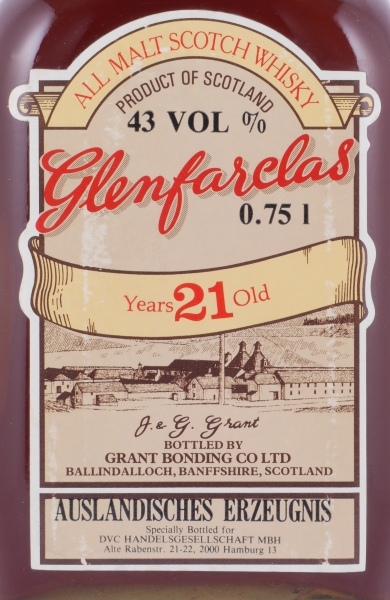 ALL MALT SCOTCH WHISKY
PRODUCT OF SCOTLAND
43 VOL %
Glenfarclas
0.75 l
Years 21 Old
J. & G. Grant
BOTTLED BY
GRANT BONDING CO LTD
BALLINDALLOCH, BANFFSHIRE, SCOTLAND
AUSLANDISCHES ERZEUGNIS
Specially Bottled for
DVC HANDELSGESELLSCHAFT MBH
Alte Rabenstr. 21-22, 2000 Hamburg 13